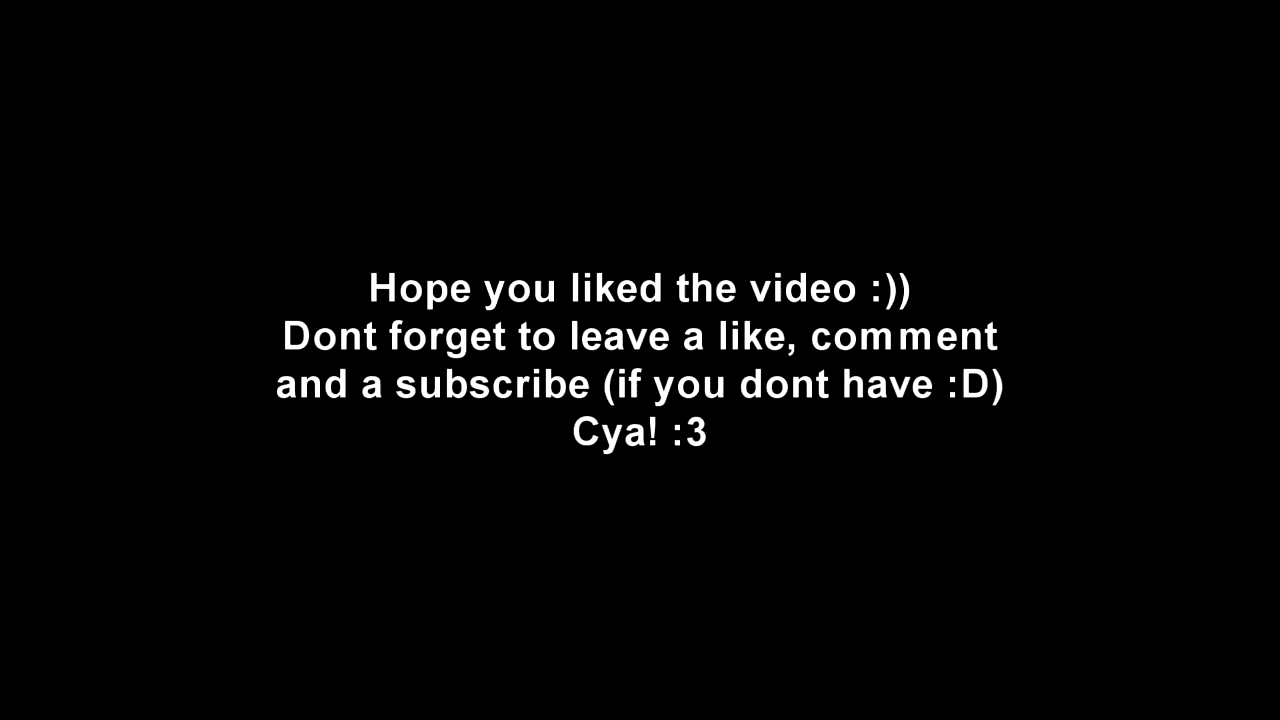 Hope you liked the video :))
Dont forget to leave a like, comment
and a subscribe (if you dont have :D)
Cya! :3